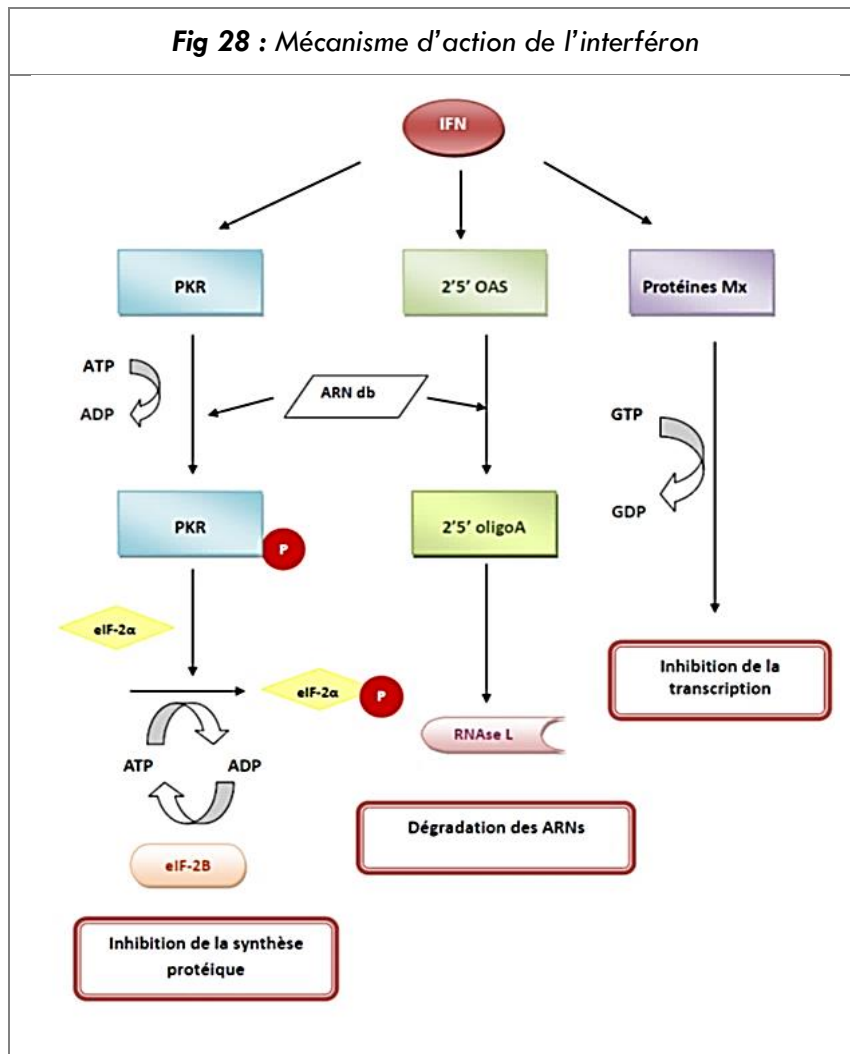 Fig 28 : Mécanisme d’action de l’interféron
IFN
PKR
2'5' OAS
Protéines Mx
ATP
ADP
ARN db
GTP
GDP
PKR
P
2'5' oligoA
eIF-2α
eIF-2α
P
Inhibition de la
transcription
RNAse L
ATP
ADP
Dégradation des ARNs
eIF-2B
Inhibition de la synthèse
protéique